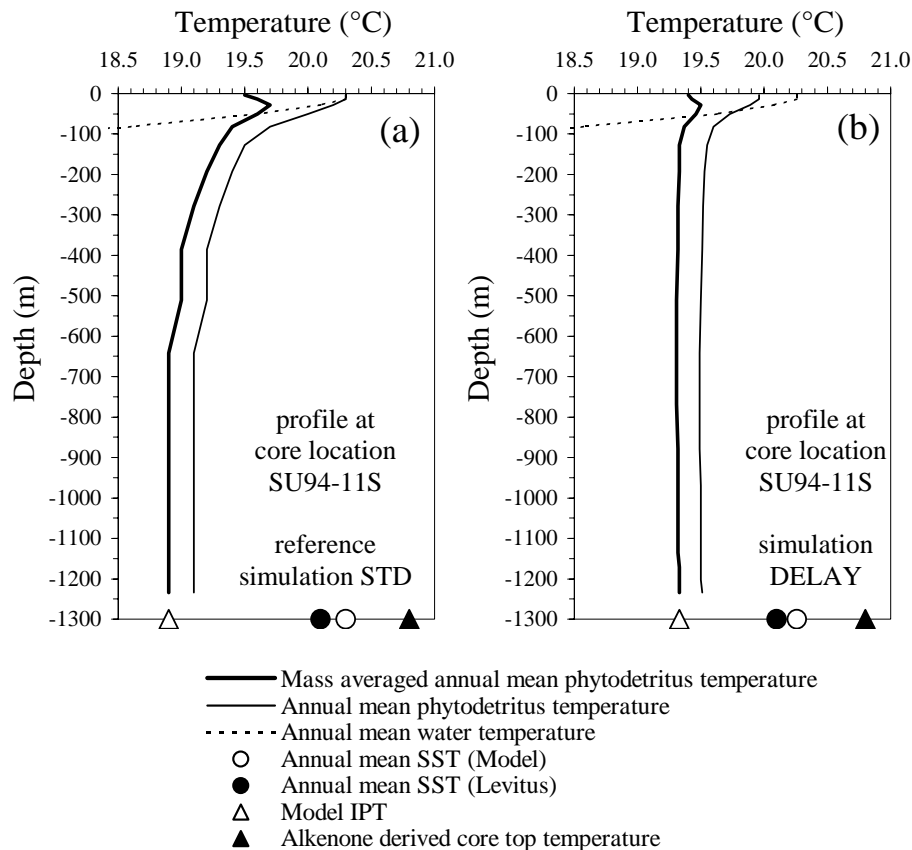 Temperature (°C)
18.5 19.0 19.5 20.0 20.5 21.0
0
-100
-200
-300
-400
-500
-600
-700
-800
-900
-1000
-1100
-1200
-1300
Depth (m)
(a)
profile at
core location
SU94-11S
reference
simulation STD
Temperature (°C)
18.5 19.0 19.5 20.0 20.5 21.0
0
-100
-200
-300
-400
-500
-600
-700
-800
-900
-1000
-1100
-1200
-1300
Depth (m)
(b)
profile at
core location
SU94-11S
simulation
DELAY
Mass averaged annual mean phytodetritus temperature
Annual mean phytodetritus temperature
Annual mean water temperature
Annual mean SST (Model)
Annual mean SST (Levitus)
Model IPT
Alkenone derived core top temperature